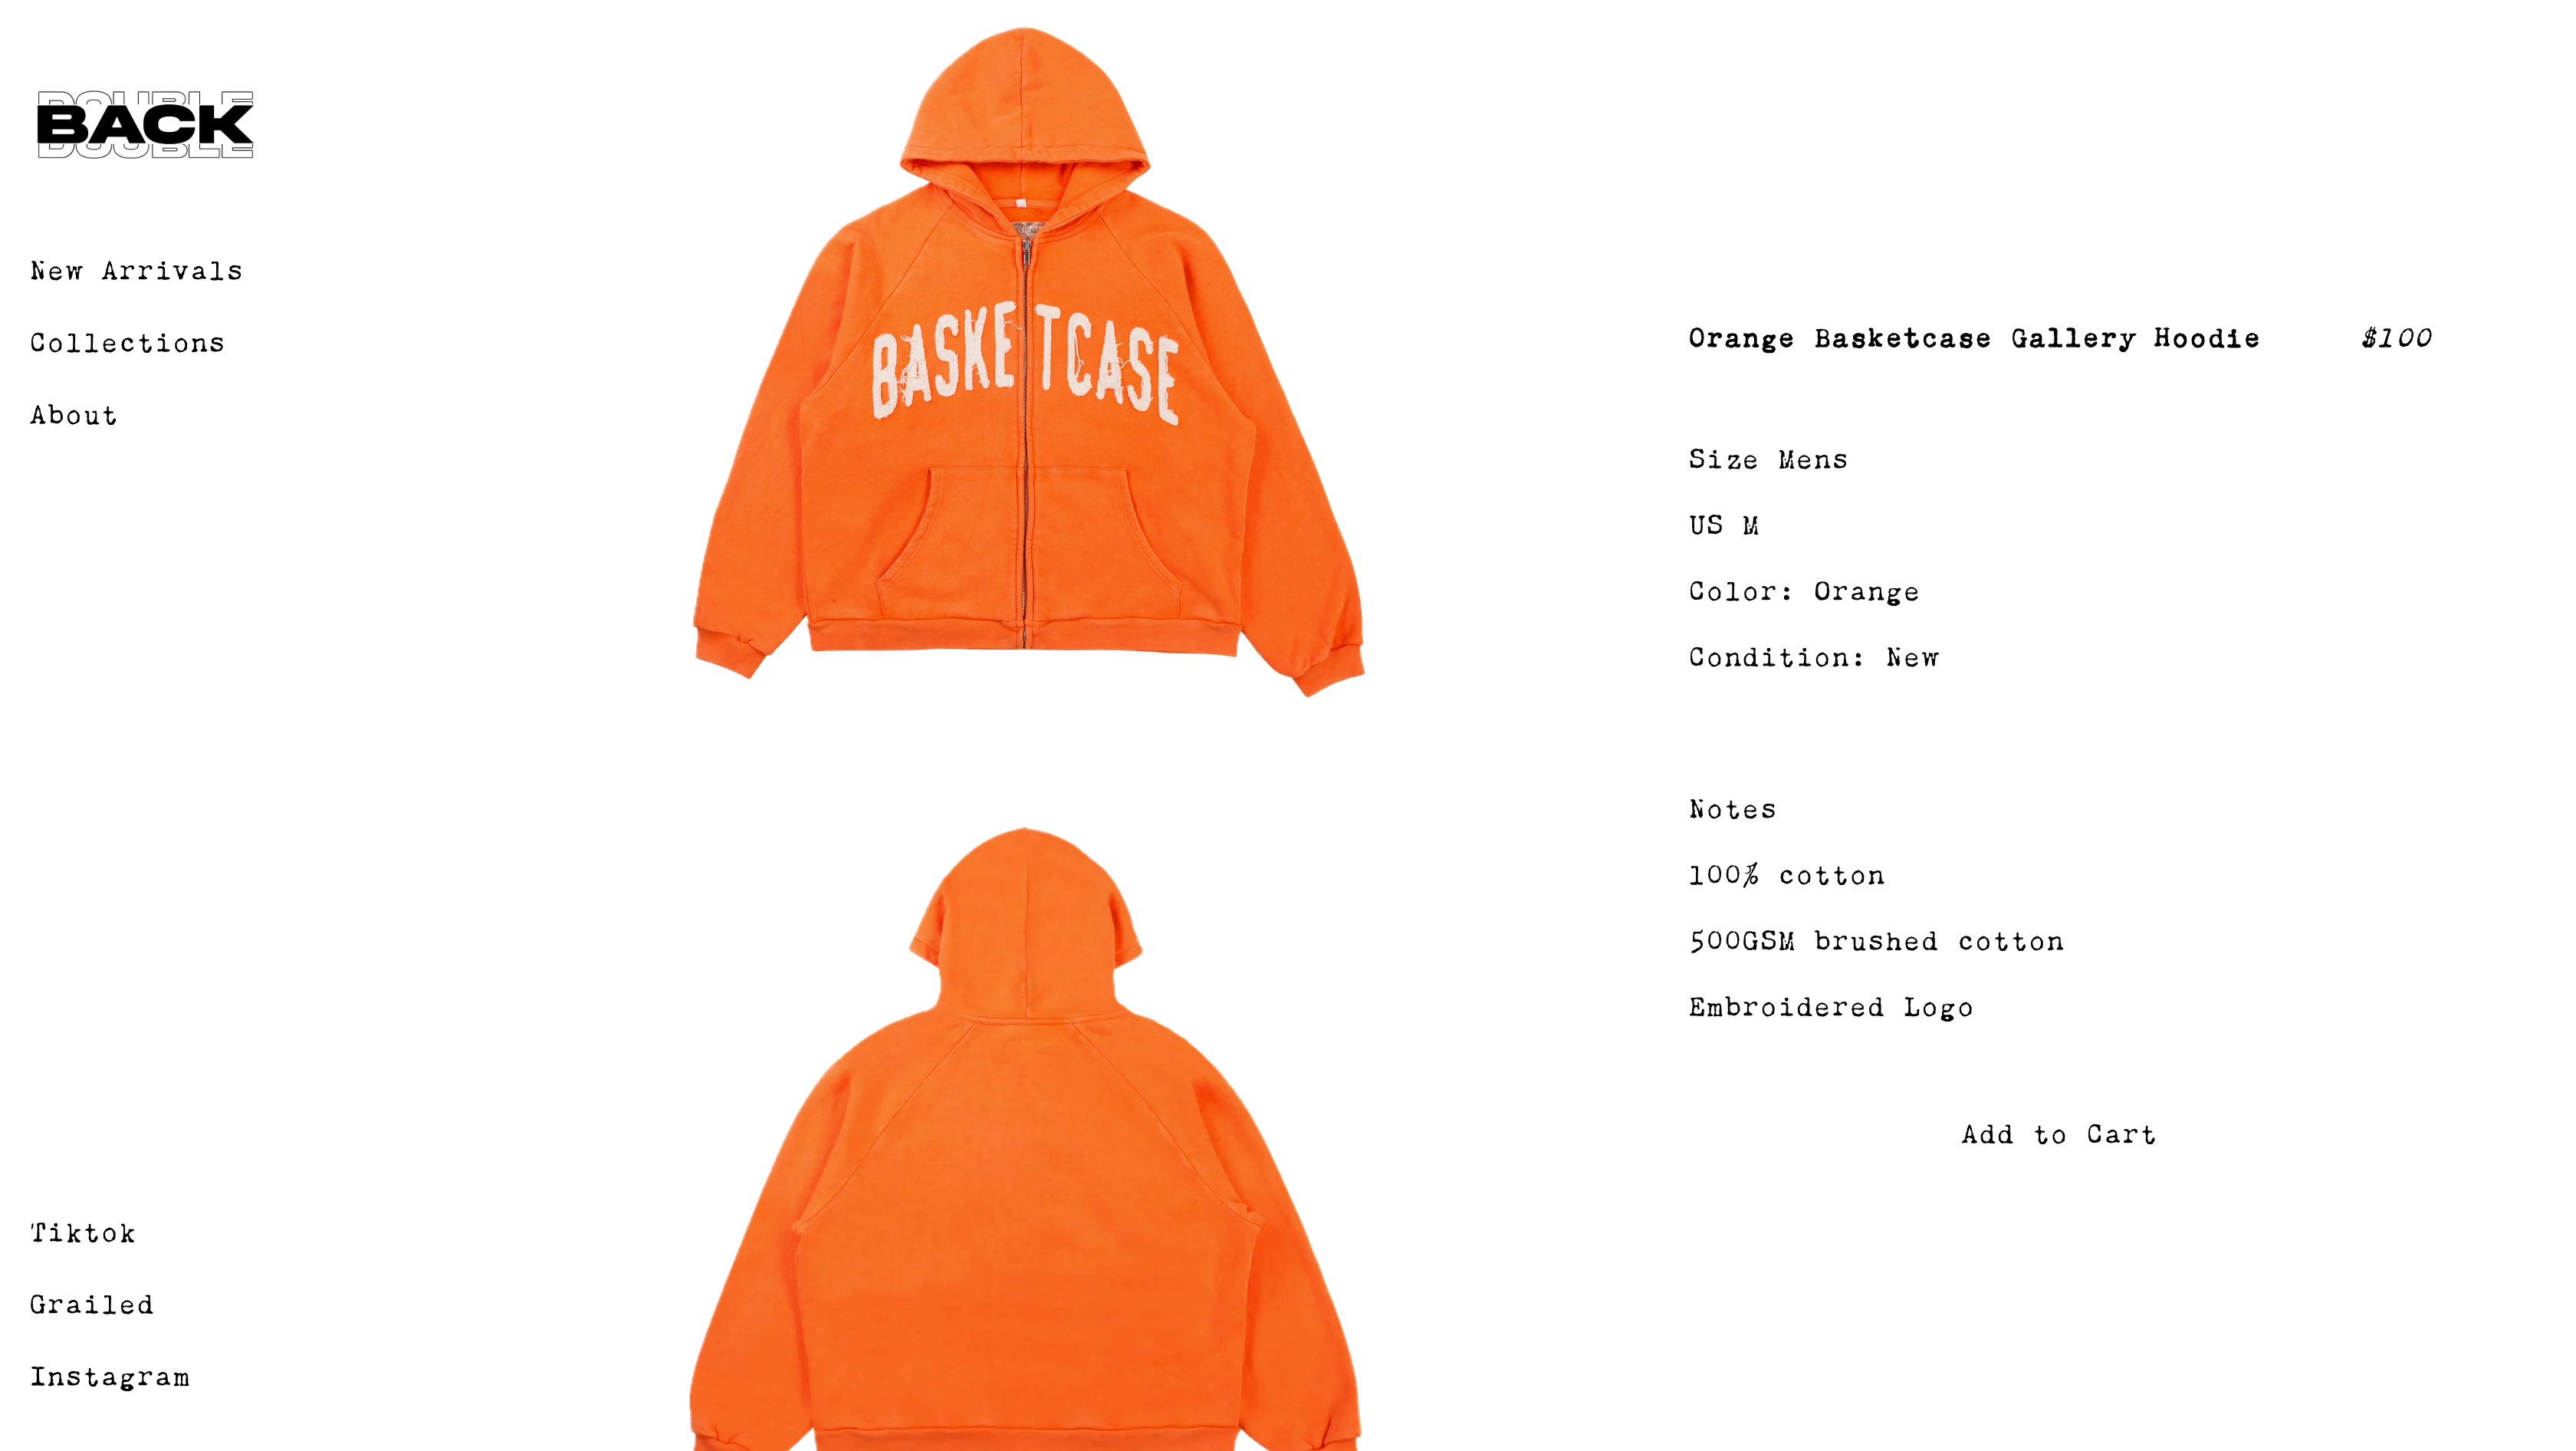 DOUBLE
BACK
DOUBLE
New Arrivals
Collections
About
Tiktok
Grailed
Instagram
BASKETCASE
Orange Basketcase Gallery Hoodie $100
Size Mens
US M
Color: Orange
Condition: New
Notes
100% cotton
500GSM brushed cotton
Embroidered Logo
Add to Cart